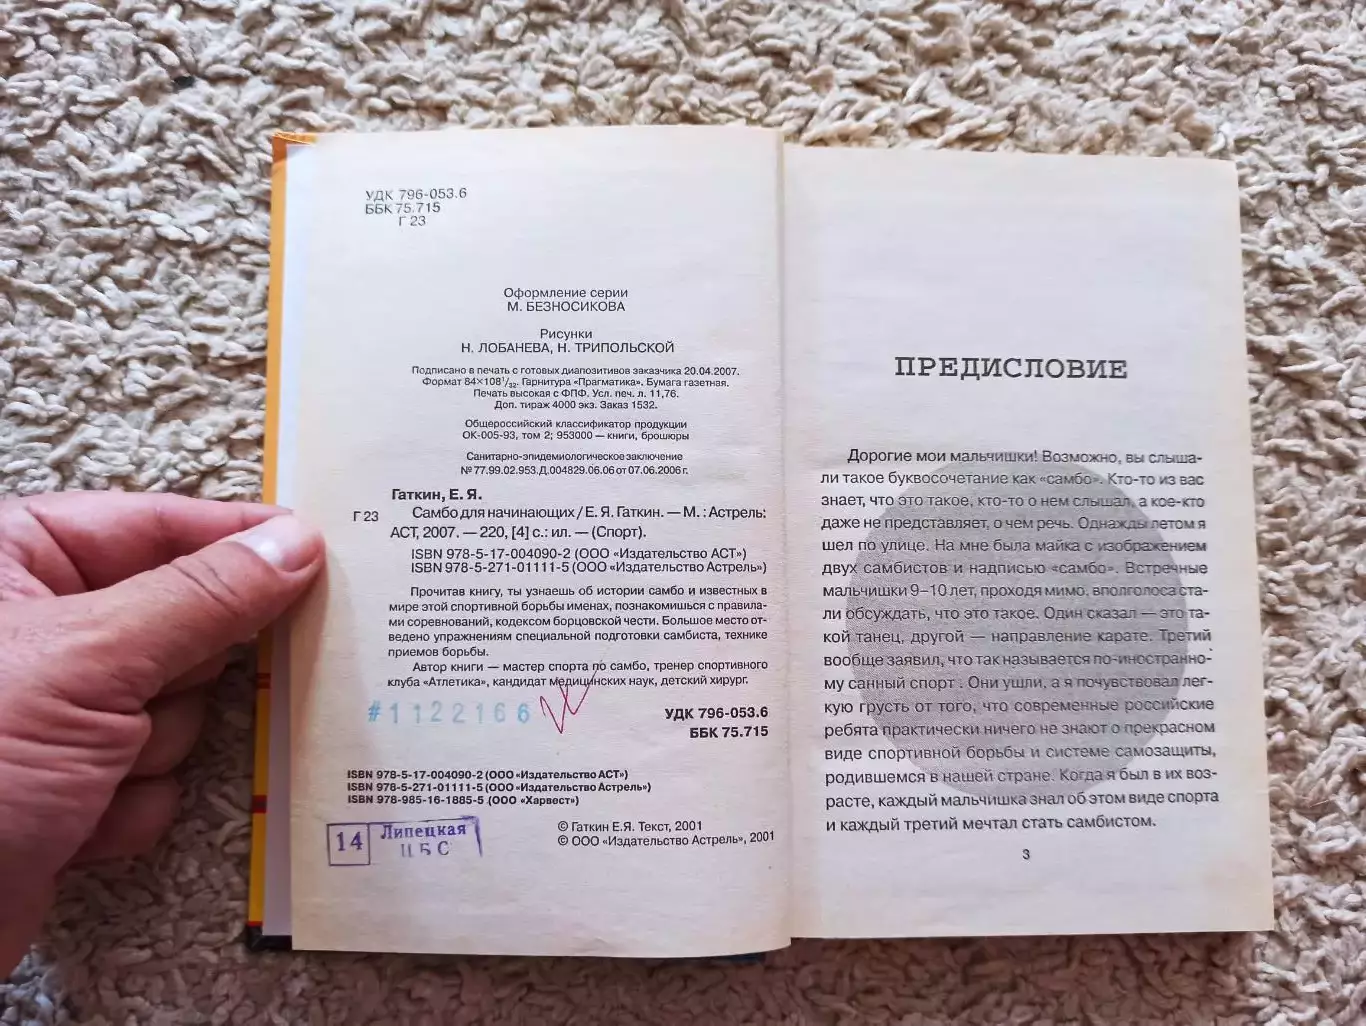 УДК 796-053.6
ББК 75.715
Г 23
Оформление серии
М. БЕЗНОСИКОВА
Рисунки
Н. ЛОБАНЕВА, Н. ТРИПОЛЬСКОЙ
Подписано в печать с готовых диапозитивов заказчика 20.04.2007.
Формат 84×108 1/32. Гарнитура «Прагматика». Бумага газетная.
Печать высокая с ФПФ. Усл. печ. л. 11,76.
Доп. тираж 4000 экз. Заказ 1532.
Общероссийский классификатор продукции
ОК-005-93, том 2; 953000 — книги, брошюры
Санитарно-эпидемиологическое заключение
№ 77.99.02.953.Д.004829.06.06 от 07.06.2006 г.
Гаткин, Е. Я.
Г 23 Самбо для начинающих / Е. Я. Гаткин. — М. : Астрель:
АСТ, 2007. — 220, [4] с.: ил. — (Спорт).
ISBN 978-5-17-004090-2 (ООО «Издательство АСТ»)
ISBN 978-5-271-01111-5 (ООО «Издательство Астрель»)
Прочитав книгу, ты узнаешь об истории самбо и известных в
мире этой спортивной борьбы именах, познакомишься с правила-
ми соревнований, кодексом борцовской чести. Большое место от-
ведено упражнениям специальной подготовки самбиста, технике
приемов борьбы.
Автор книги — мастер спорта по самбо, тренер спортивного
клуба «Атлетика», кандидат медицинских наук, детский хирург.
#1122166
УДК 796-053.6
ББК 75.715
ISBN 978-5-17-004090-2 (ООО «Издательство АСТ»)
ISBN 978-5-271-01111-5 (ООО «Издательство Астрель»)
ISBN 978-985-16-1885-5 (ООО «Харвест»)
14 Липецкая
ЦБС
© Гаткин Е.Я. Текст, 2001
© ООО «Издательство Астрель», 2001
ПРЕДИСЛОВИЕ
Дорогие мои мальчишки! Возможно, вы слыша-
ли такое буквосочетание как «самбо». Кто-то из вас
знает, что это такое, кто-то о нем слышал, а кое-кто
даже не представляет, о чем речь. Однажды летом я
шел по улице. На мне была майка с изображением
двух самбистов и надписью «самбо». Встречные
мальчишки 9–10 лет, проходя мимо, вполголоса ста-
ли обсуждать, что это такое. Один сказал — это та-
кой танец, другой — направление карате. Третий
вообще заявил, что так называется по-иностранно-
му санный спорт . Они ушли, а я почувствовал лег-
кую грусть от того, что современные российские
ребята практически ничего не знают о прекрасном
виде спортивной борьбы и системе самозащиты,
родившемся в нашей стране. Когда я был в их воз-
расте, каждый мальчишка знал об этом виде спорта
и каждый третий мечтал стать самбистом.
3